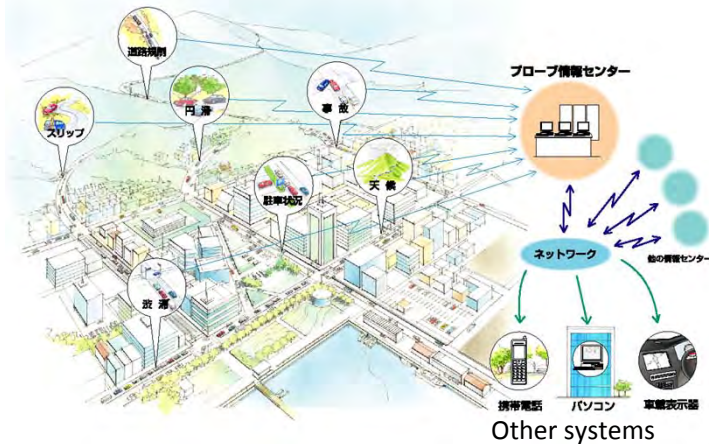 道路規制
円滑
事故
プローブ情報センター
スリップ
駐車状況
天候
渋滞
ネットワーク
他の情報センター
携帯電話
パソコン
車載表示器
Other systems